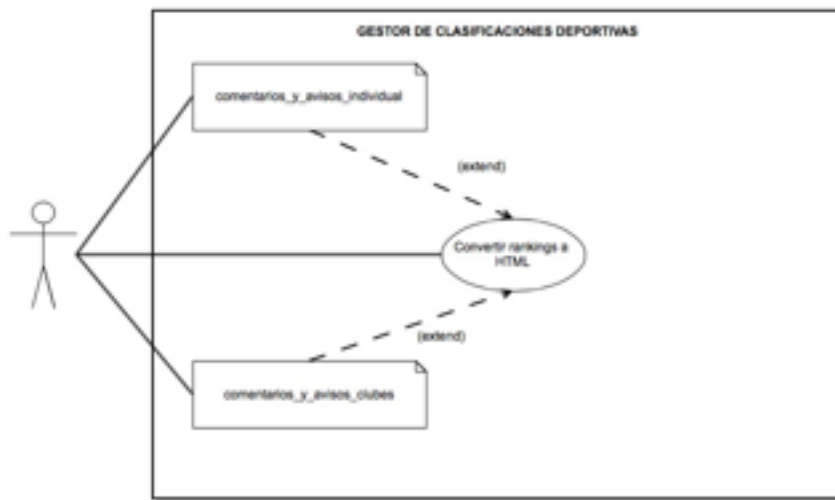 GESTOR DE CLASIFICACIONES DEPORTIVAS
comentarios_y_avisos_individual
(extend)
Convertir rankings a
HTML
(extend)
comentarios_y_avisos_clubes